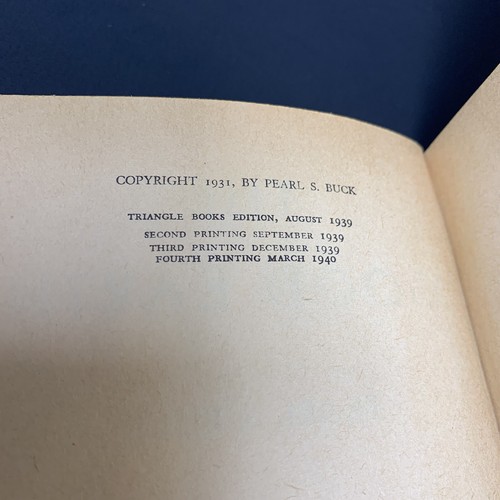 COPYRIGHT 1931, BY PEARL S. BUCK
TRIANGLE BOOKS EDITION, AUGUST 1939
SECOND PRINTING SEPTEMBER 1939
THIRD PRINTING DECEMBER 1939
FOURTH PRINTING MARCH 1940